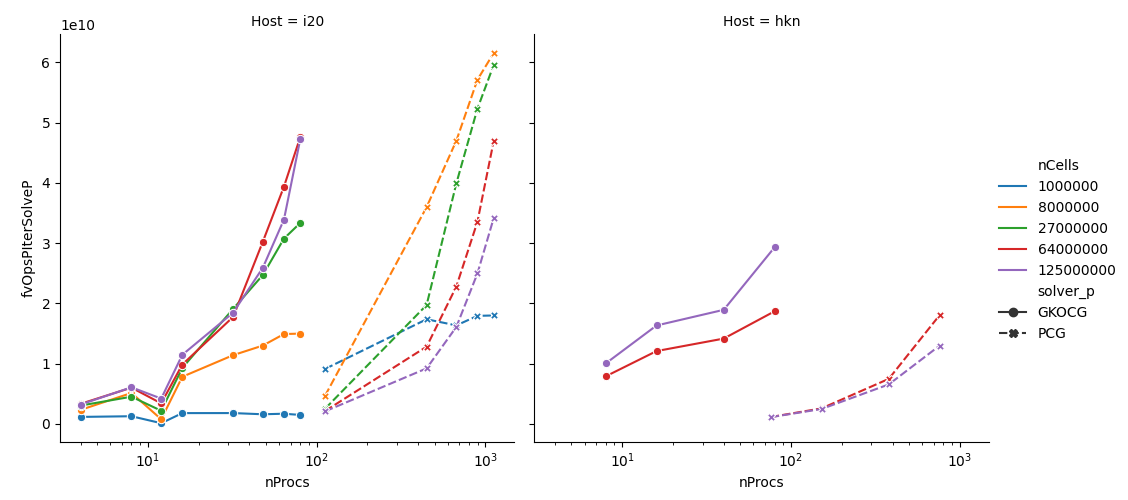 1e10
Host = i20
Host = hkn
6
5
4
3
2
1
0
fvOpsPIterSolveP
10¹
10²
10³
10¹
10²
10³
nProcs
nProcs
nCells
1000000
8000000
27000000
64000000
125000000
solver_p
GKOCG
PCG